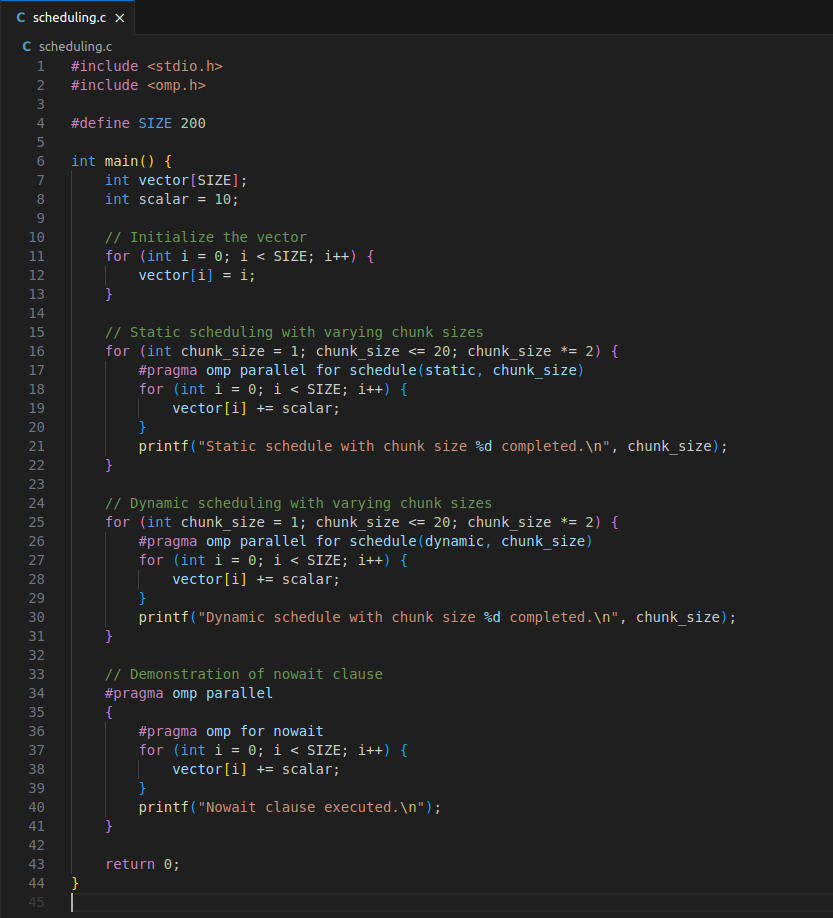 C scheduling.c ×
C scheduling.c
1 #include <stdio.h>
2 #include <omp.h>
3
4 #define SIZE 200
5
6 int main() {
7     int vector[SIZE];
8     int scalar = 10;
9
10     // Initialize the vector
11     for (int i = 0; i < SIZE; i++) {
12         vector[i] = i;
13     }
14
15     // Static scheduling with varying chunk sizes
16     for (int chunk_size = 1; chunk_size <= 20; chunk_size *= 2) {
17         #pragma omp parallel for schedule(static, chunk_size)
18         for (int i = 0; i < SIZE; i++) {
19             vector[i] += scalar;
20         }
21         printf("Static schedule with chunk size %d completed.\n", chunk_size);
22     }
23
24     // Dynamic scheduling with varying chunk sizes
25     for (int chunk_size = 1; chunk_size <= 20; chunk_size *= 2) {
26         #pragma omp parallel for schedule(dynamic, chunk_size)
27         for (int i = 0; i < SIZE; i++) {
28             vector[i] += scalar;
29         }
30         printf("Dynamic schedule with chunk size %d completed.\n", chunk_size);
31     }
32
33     // Demonstration of nowait clause
34     #pragma omp parallel
35     {
36         #pragma omp for nowait
37         for (int i = 0; i < SIZE; i++) {
38             vector[i] += scalar;
39         }
40         printf("Nowait clause executed.\n");
41     }
42
43     return 0;
44 }
45